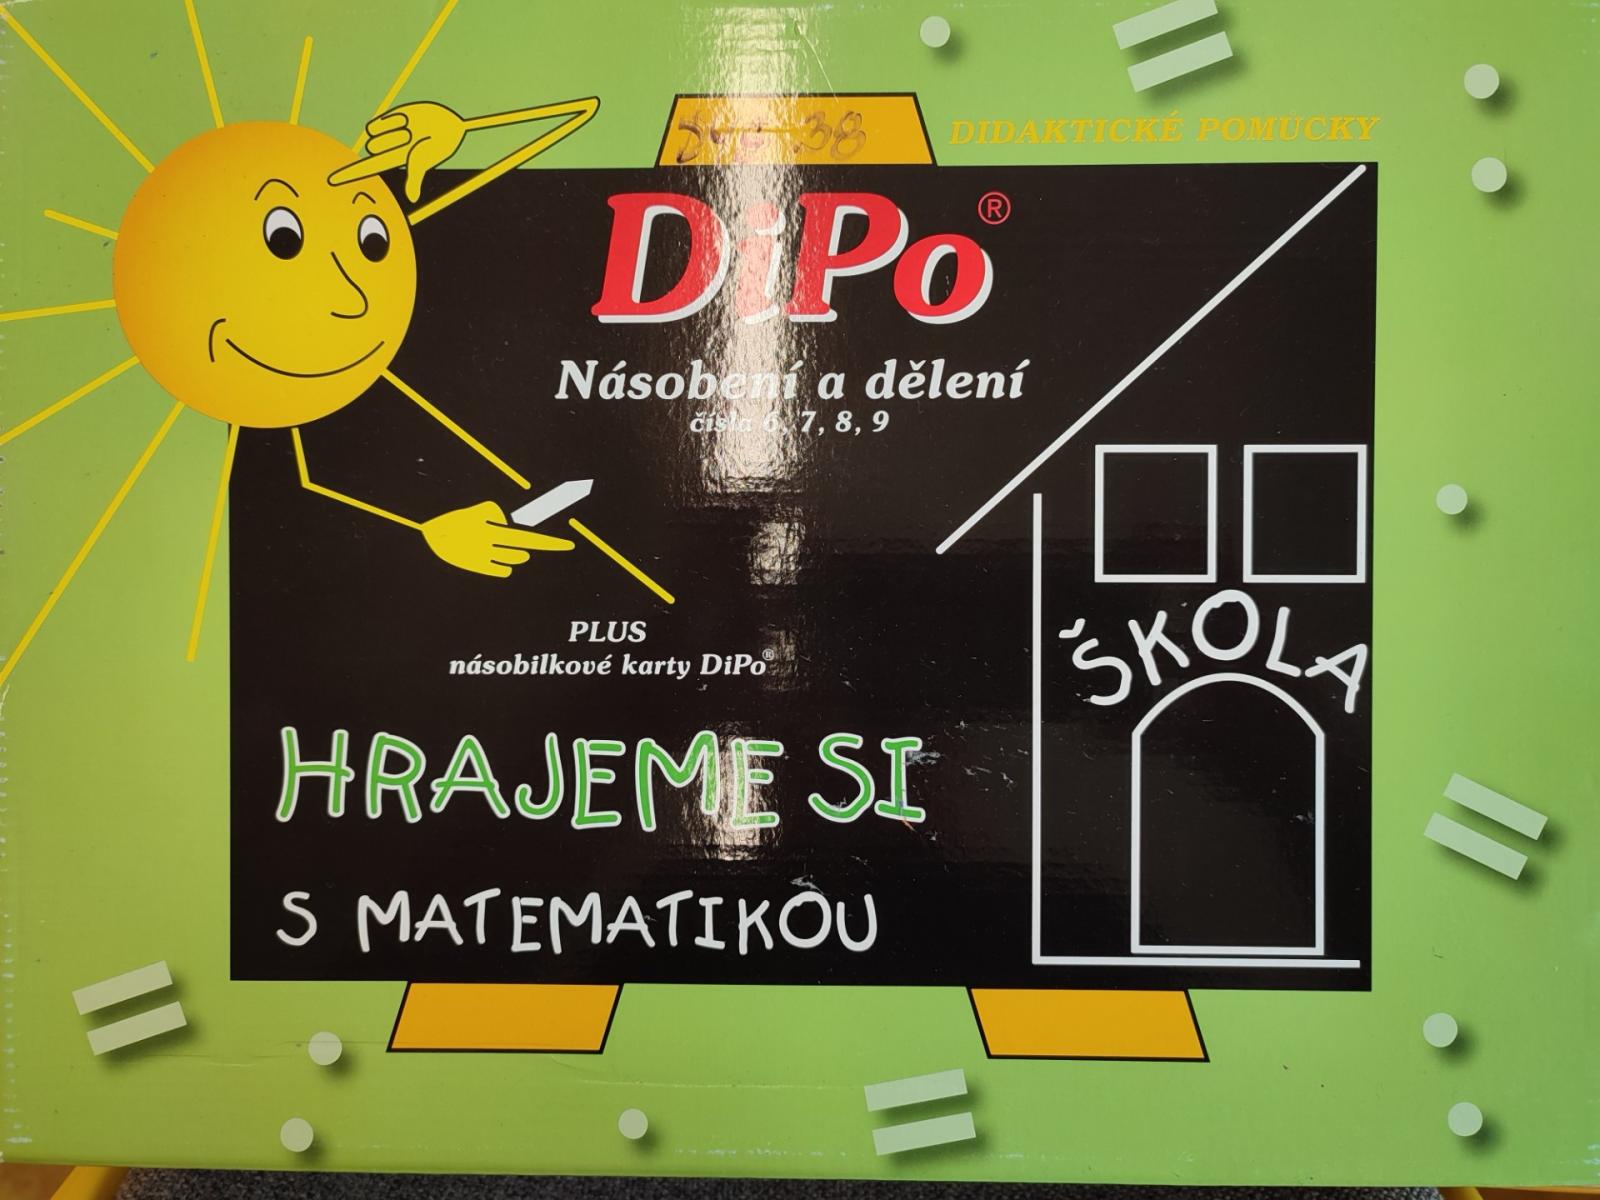 DIDAKTICKÉ POMŮCKY
DiPo®
Násobení a dělení
čísla 6, 7, 8, 9
PLUS
násobilkové karty DiPo®
ŠKOLA
HRAJEME SI
S MATEMATIKOU